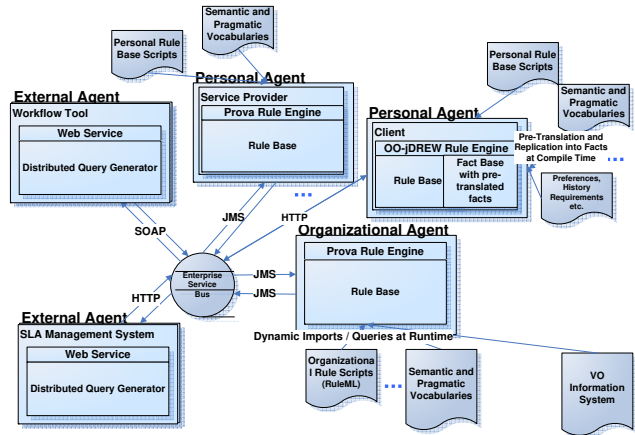 Semantic and
Pragmatic
Vocabularies
Personal Rule
Base Scripts
Personal Rule
Base Scripts
Semantic and
Pragmatic
Vocabularies
Personal Agent
Service Provider
Prova Rule Engine
Rule Base
External Agent
Workflow Tool
Web Service
Distributed Query Generator
Personal Agent
Client
OO-jDREW Rule Engine
Rule Base
Fact Base
with pre-
translated
facts
Pre-Translation and
Replication into Facts
at Compile Time
Preferences,
History
Requirements
etc.
...
SOAP
JMS
HTTP
Organizational Agent
Prova Rule Engine
Rule Base
Enterprise
Service
Bus
JMS
JMS
HTTP
External Agent
SLA Management System
Web Service
Distributed Query Generator
Dynamic Imports / Queries at Runtime
Organizationa
l Rule Scripts
(RuleML)
...
Semantic and
Pragmatic
Vocabularies
VO
Information
System